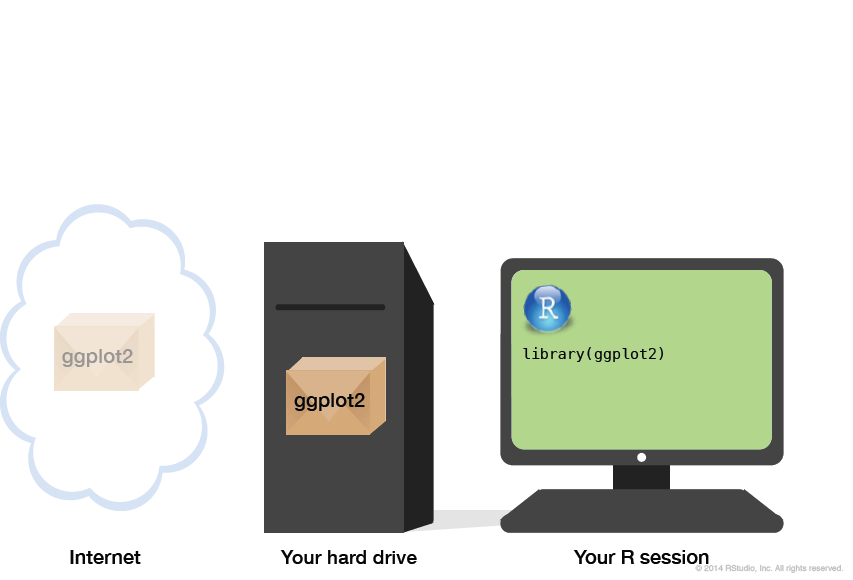 ggplot2
ggplot2
R
library(ggplot2)
Internet
Your hard drive
Your R session
© 2014 RStudio, Inc. All rights reserved.